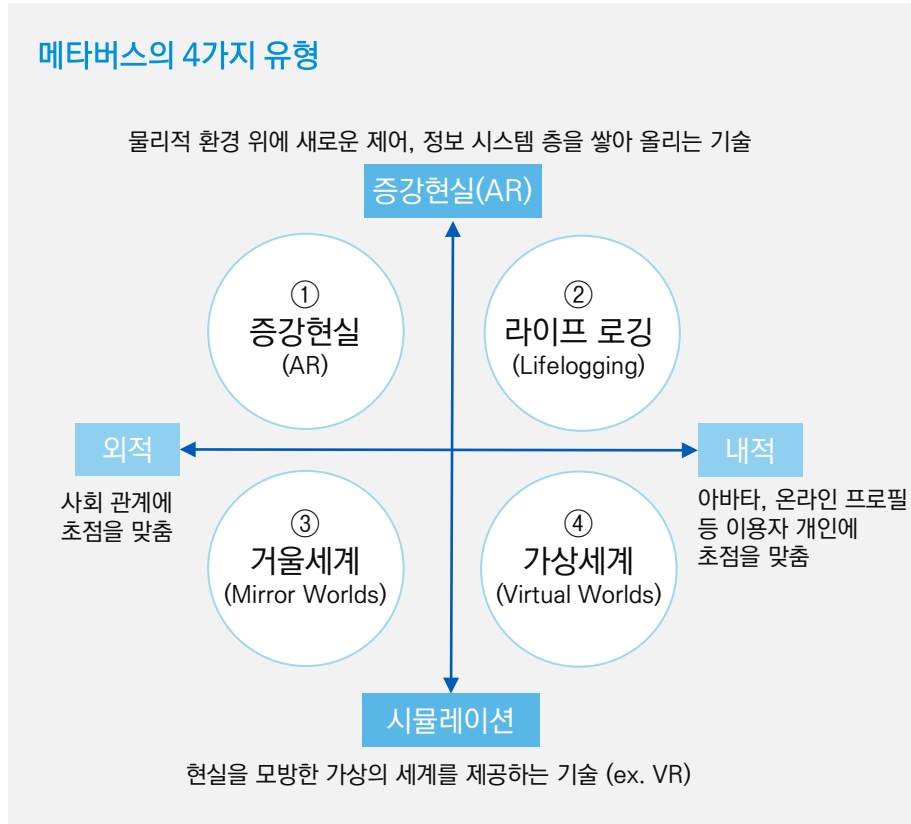 메타버스의 4가지 유형
물리적 환경 위에 새로운 제어, 정보 시스템 층을 쌓아 올리는 기술
증강현실(AR)
①
증강현실
(AR)
②
라이프 로깅
(Lifelogging)
외적
사회 관계에
초점을 맞춤
내적
아바타, 온라인 프로필
등 이용자 개인에
초점을 맞춤
③
거울세계
(Mirror Worlds)
④
가상세계
(Virtual Worlds)
시뮬레이션
현실을 모방한 가상의 세계를 제공하는 기술 (ex. VR)